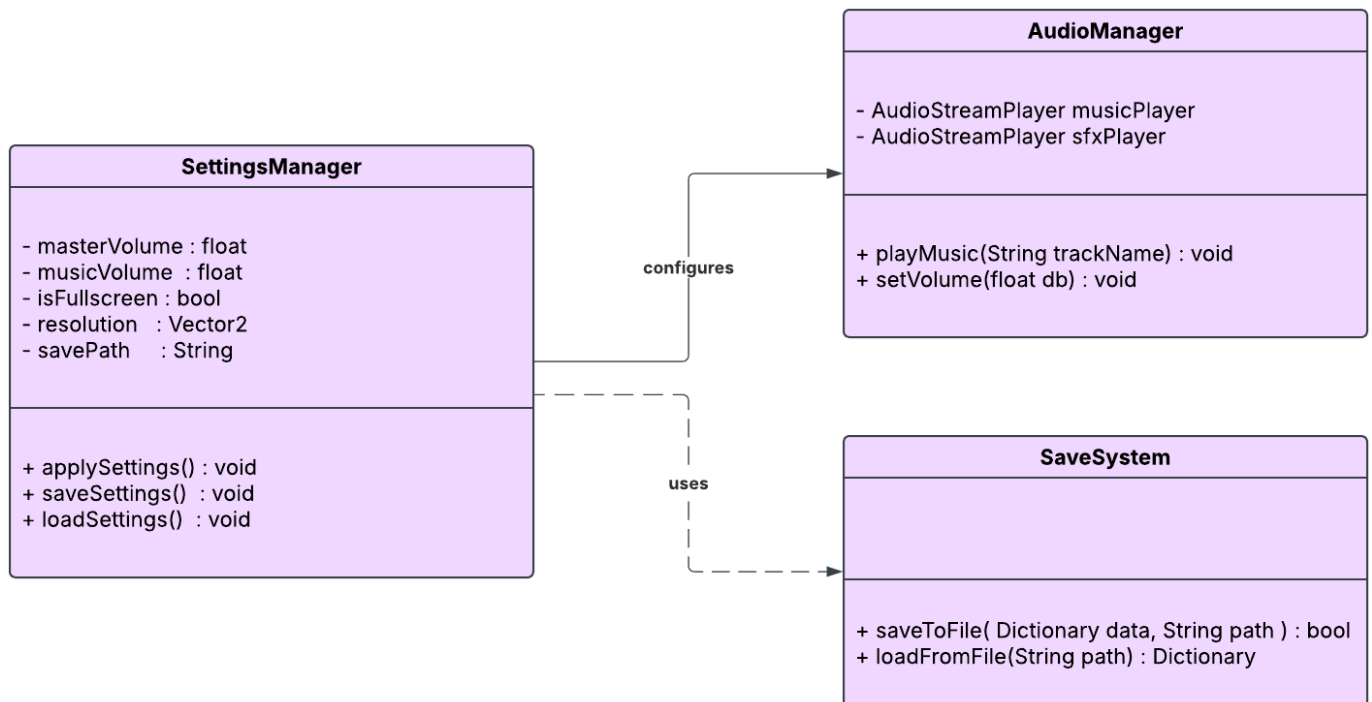 SettingsManager
- masterVolume : float
- musicVolume  : float
- isFullscreen : bool
- resolution   : Vector2
- savePath     : String
+ applySettings() : void
+ saveSettings()  : void
+ loadSettings()  : void
configures
uses
AudioManager
- AudioStreamPlayer musicPlayer
- AudioStreamPlayer sfxPlayer
+ playMusic(String trackName) : void
+ setVolume(float db) : void
SaveSystem
+ saveToFile( Dictionary data, String path ) : bool
+ loadFromFile(String path) : Dictionary